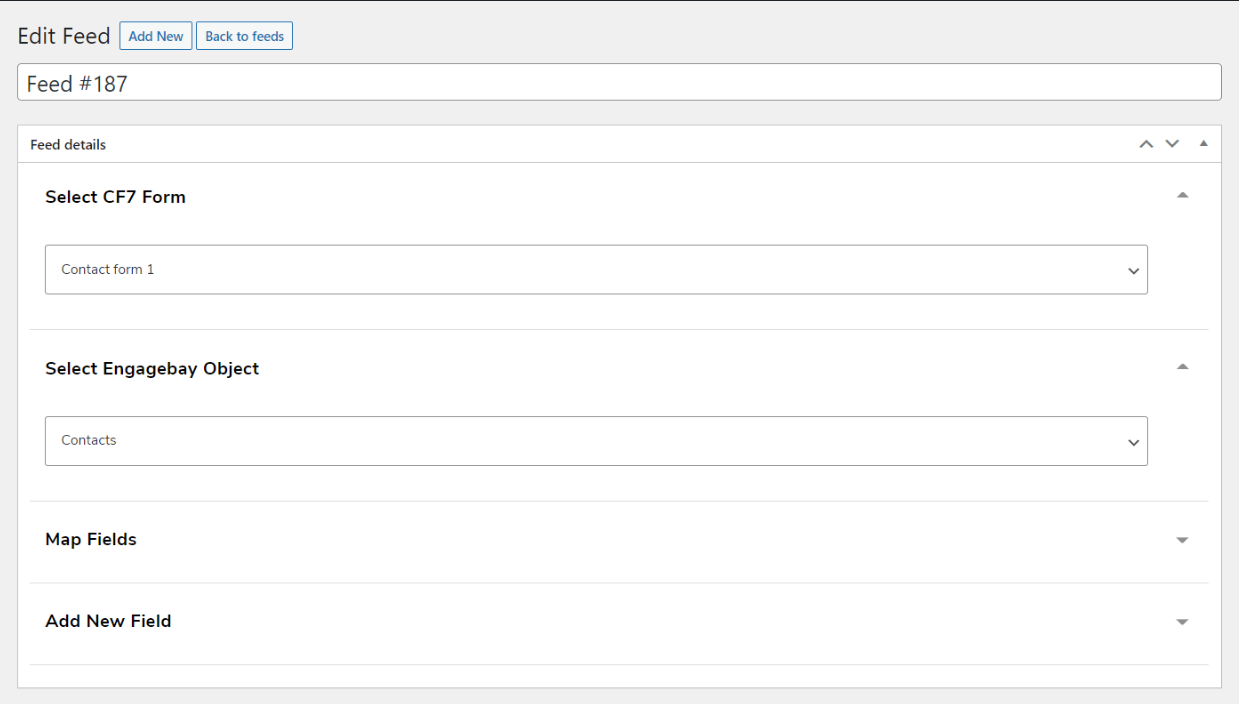 Edit Feed Add New Back to feeds
Feed #187
Feed details
Select CF7 Form
Contact form 1
Select Engagebay Object
Contacts
Map Fields
Add New Field